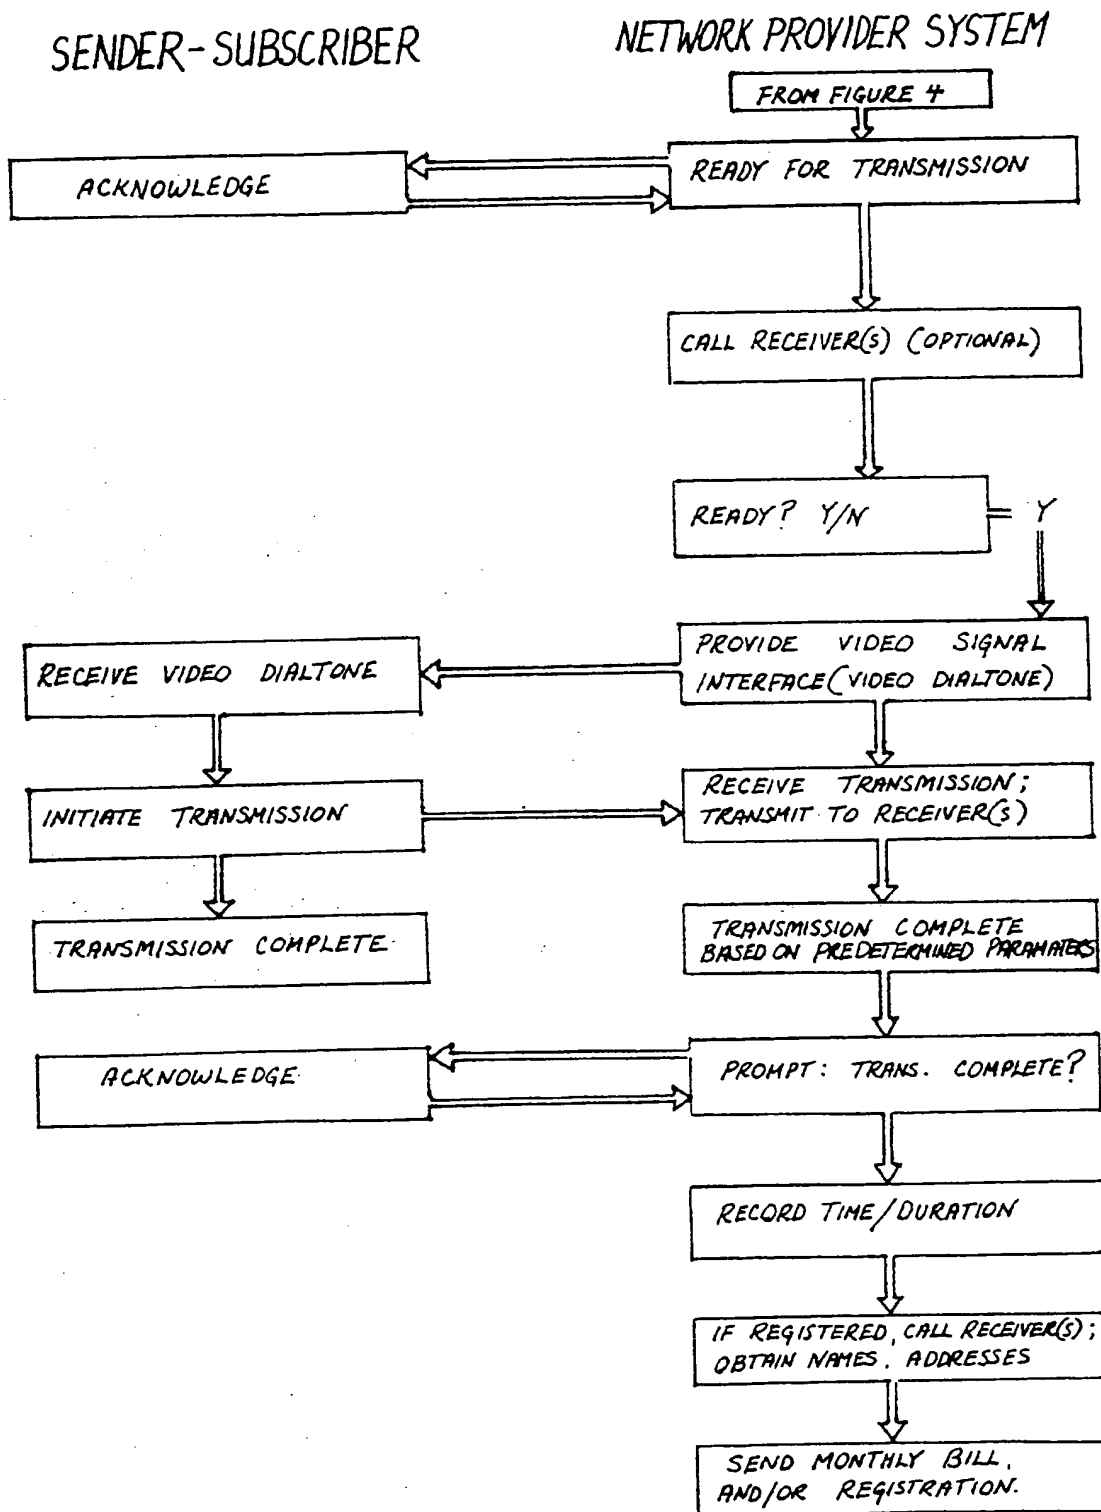 SENDER-SUBSCRIBER
NETWORK PROVIDER SYSTEM
FROM FIGURE 4
ACKNOWLEDGE
READY FOR TRANSMISSION
CALL RECEIVER(S) (OPTIONAL)
READY? Y/N
Y
RECEIVE VIDEO DIALTONE
PROVIDE VIDEO SIGNAL
INTERFACE (VIDEO DIALTONE)
INITIATE TRANSMISSION
RECEIVE TRANSMISSION;
TRANSMIT TO RECEIVER(S)
TRANSMISSION COMPLETE
TRANSMISSION COMPLETE
BASED ON PREDETERMINED PARAMATERS
ACKNOWLEDGE
PROMPT: TRANS. COMPLETE?
RECORD TIME/DURATION
IF REGISTERED, CALL RECEIVER(S);
OBTAIN NAMES, ADDRESSES
SEND MONTHLY BILL,
AND/OR REGISTRATION.